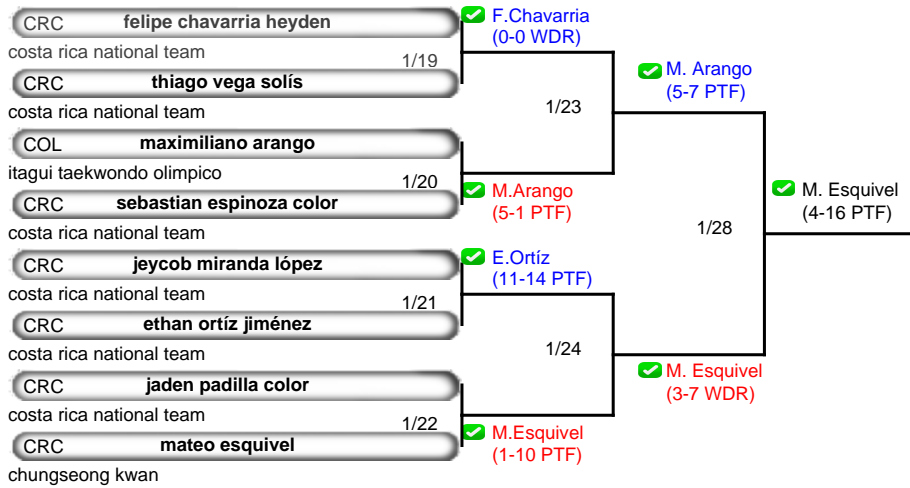 CRC felipe chavarria heyden
costa rica national team
1/19
CRC thiago vega solís
costa rica national team
COL maximiliano arango
itagui taekwondo olimpico
1/20
CRC sebastian espinoza color
costa rica national team
CRC jeycob miranda lópez
costa rica national team
1/21
CRC ethan ortíz jiménez
costa rica national team
CRC jaden padilla color
costa rica national team
1/22
CRC mateo esquivel
chungseong kwan
F.Chavarria
(0-0 WDR)
1/23
M.Arango
(5-1 PTF)
E.Ortíz
(11-14 PTF)
1/24
M.Esquivel
(1-10 PTF)
M. Arango
(5-7 PTF)
1/28
M. Esquivel
(3-7 WDR)
M. Esquivel
(4-16 PTF)